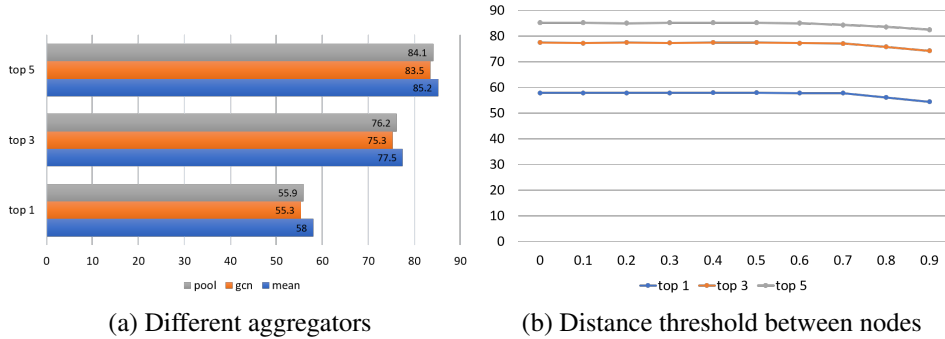 top 5
84.1
83.5
85.2
top 3
76.2
75.3
77.5
top 1
55.9
55.3
58
0 10 20 30 40 50 60 70 80 90
pool gcn mean
(a) Different aggregators
90
80
70
60
50
40
30
20
10
0
0 0.1 0.2 0.3 0.4 0.5 0.6 0.7 0.8 0.9
top 1 top 3 top 5
(b) Distance threshold between nodes